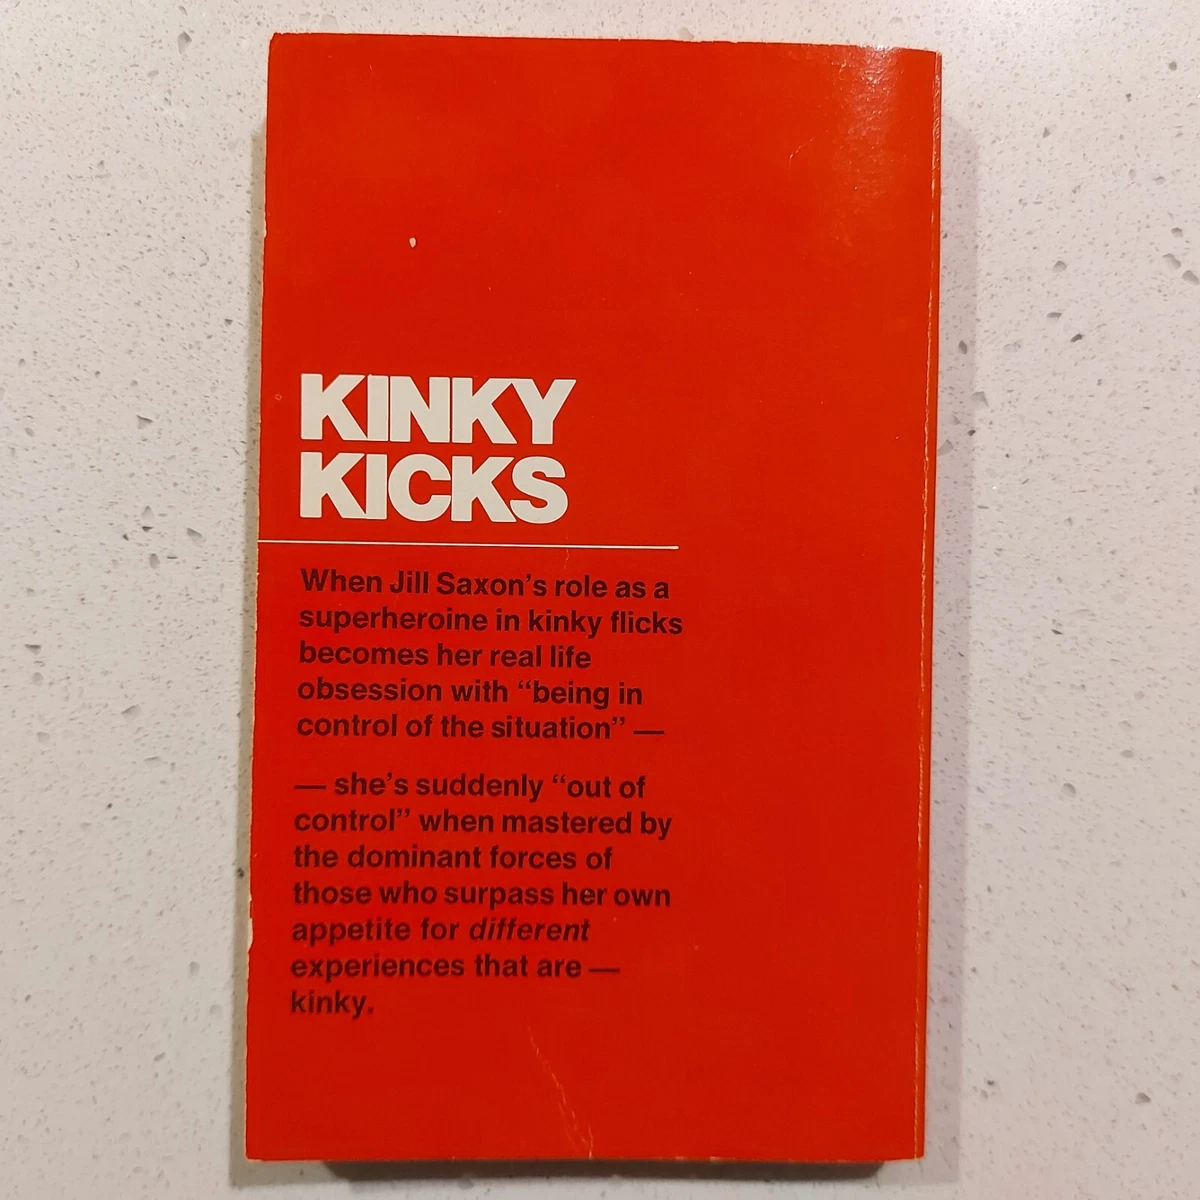 KINKY
KICKS
When Jill Saxon's role as a
superheroine in kinky flicks
becomes her real life
obsession with “being in
control of the situation” —
— she's suddenly “out of
control” when mastered by
the dominant forces of
those who surpass her own
appetite for different
experiences that are —
kinky.